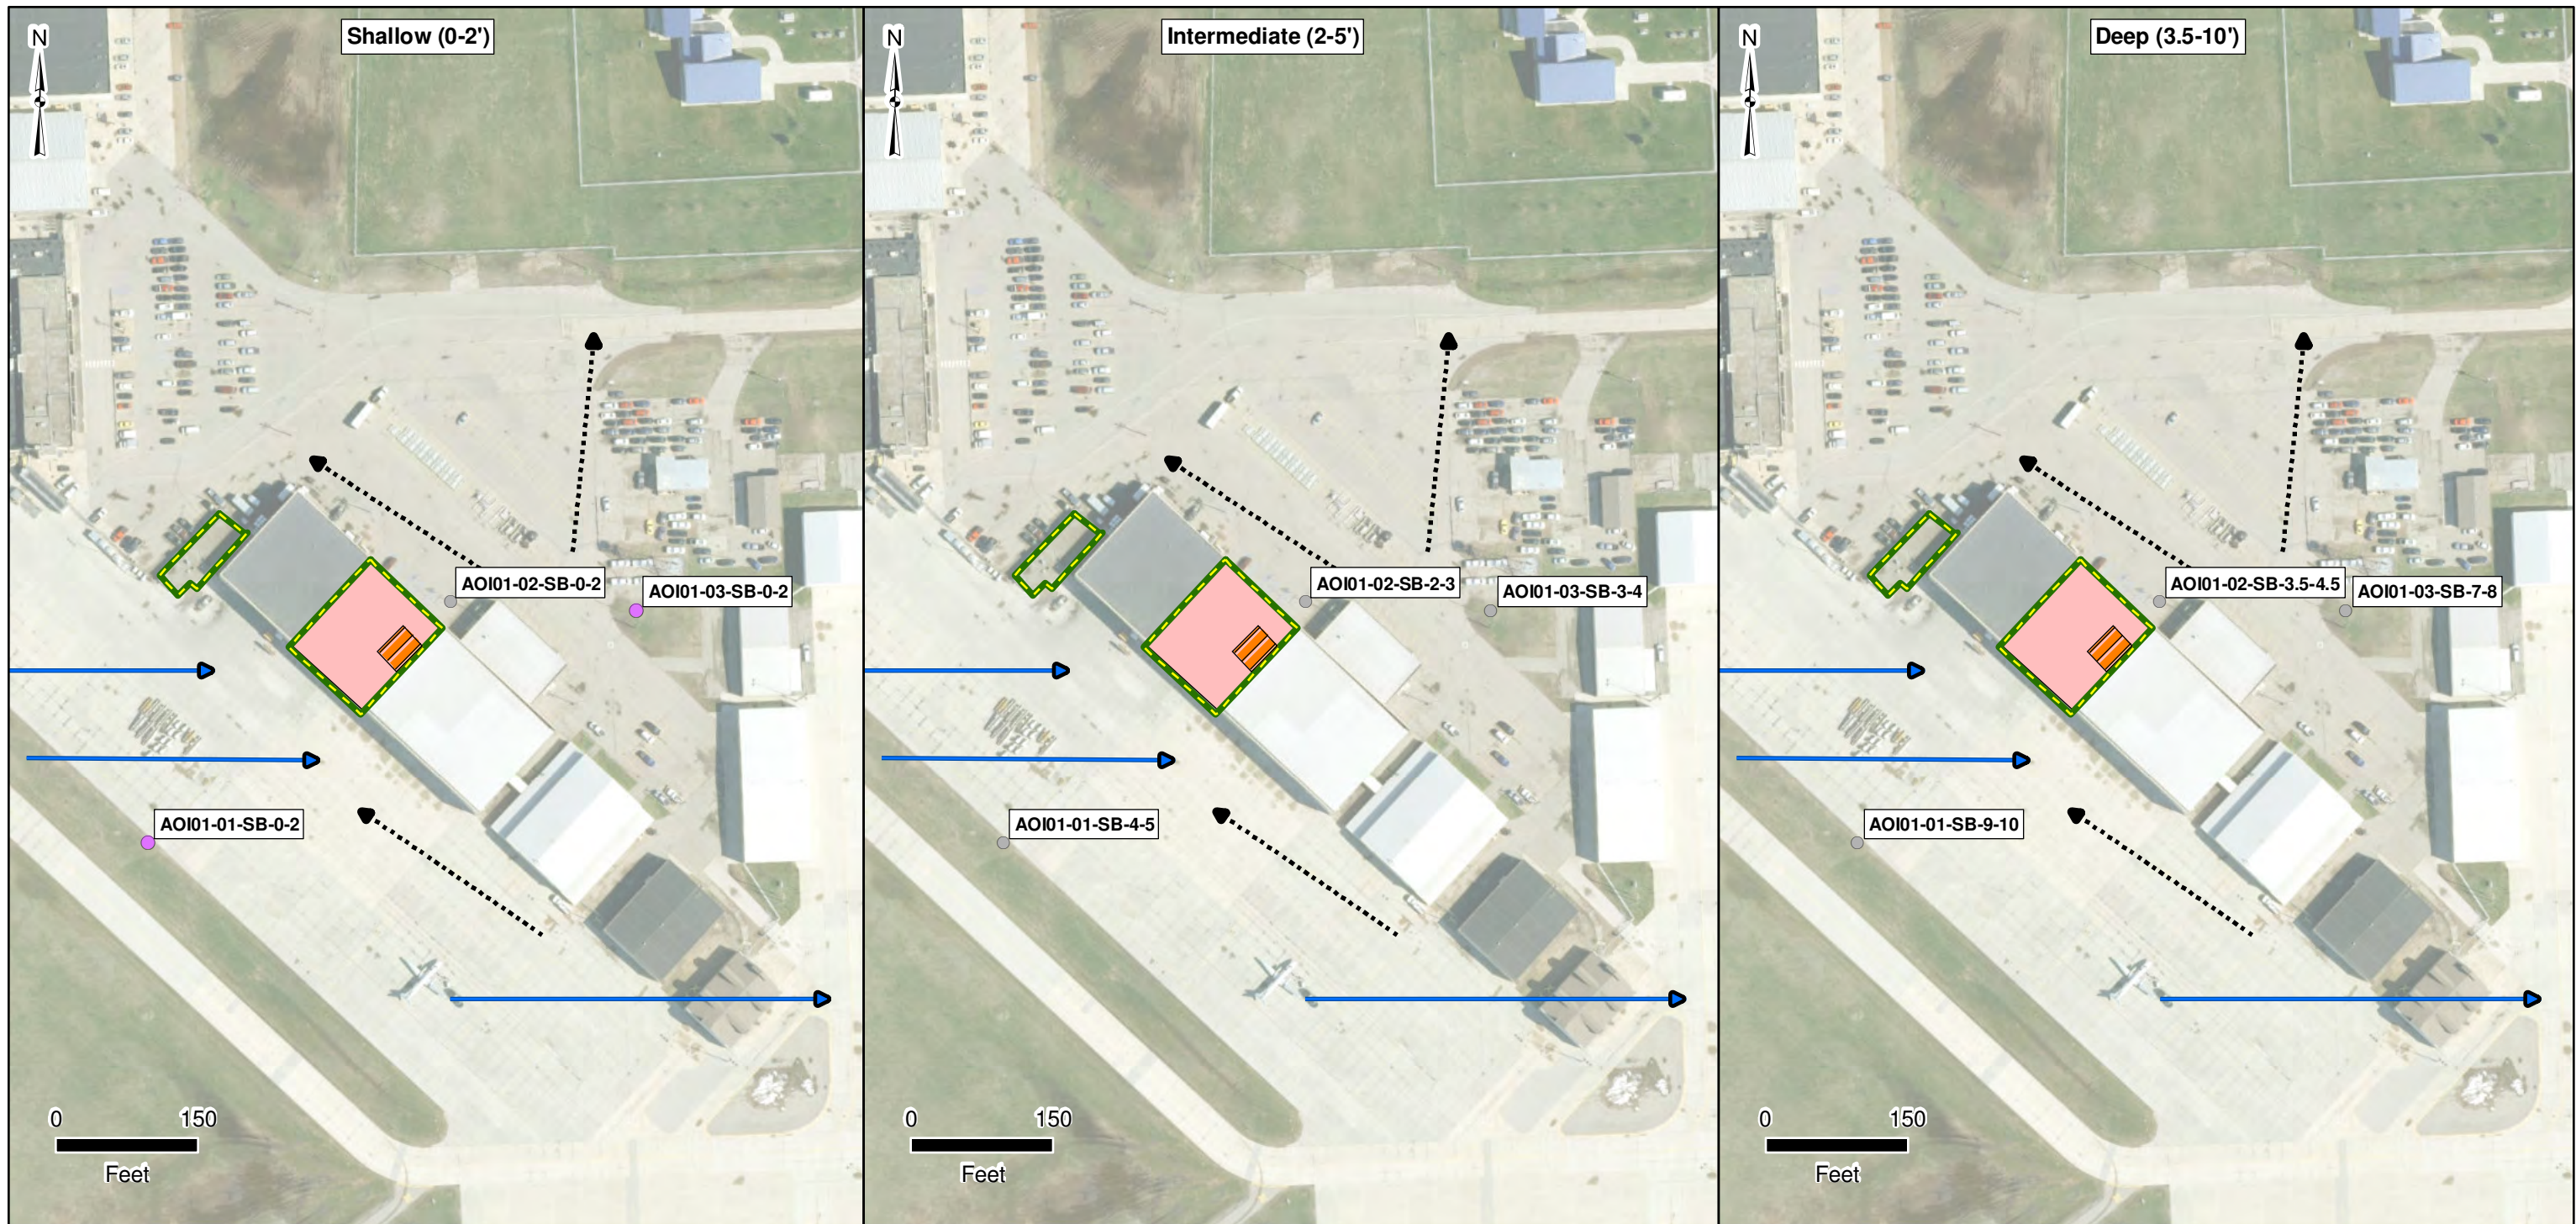 Shallow (0-2')
N
AOI01-02-SB-0-2
AOI01-03-SB-0-2
AOI01-01-SB-0-2
0 150
Feet
Intermediate (2-5')
N
AOI01-02-SB-2-3
AOI01-03-SB-3-4
AOI01-01-SB-4-5
0 150
Feet
Deep (3.5-10')
N
AOI01-02-SB-3.5-4.5
AOI01-03-SB-7-8
AOI01-01-SB-9-10
0 150
Feet